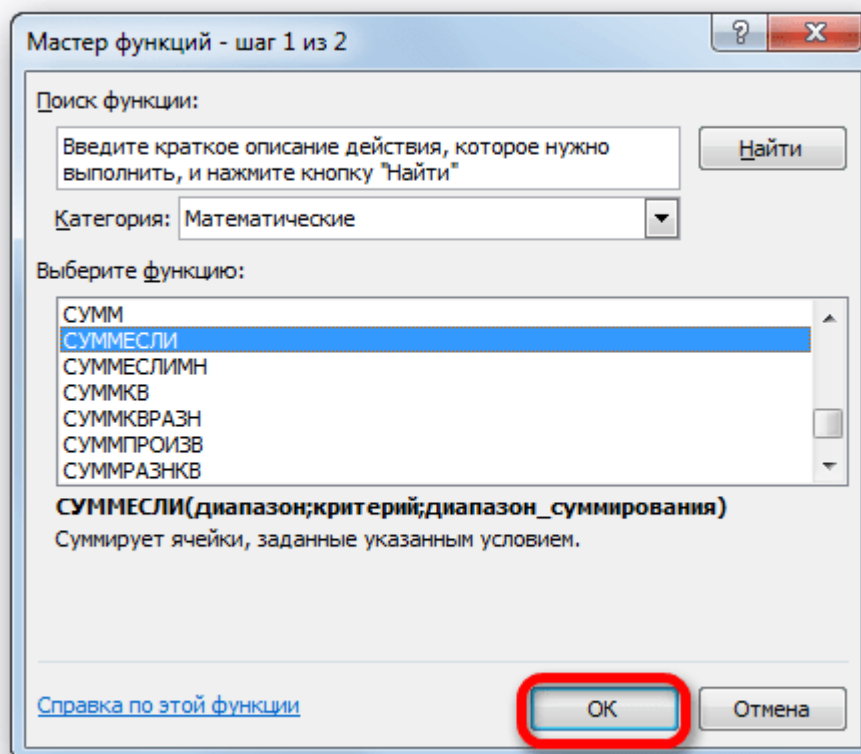 Мастер функций - шаг 1 из 2
Поиск функции:
Введите краткое описание действия, которое нужно
выполнить, и нажмите кнопку "Найти"
Найти
Категория: Математические
Выберите функцию:
СУММ
СУММЕСЛИ
СУММЕСЛИМН
СУММКВ
СУММКВРАЗН
СУММПРОИЗВ
СУММРАЗНКВ
СУММЕСЛИ(диапазон;критерий;диапазон_суммирования)
Суммирует ячейки, заданные указанным условием.
Справка по этой функции
ОК
Отмена